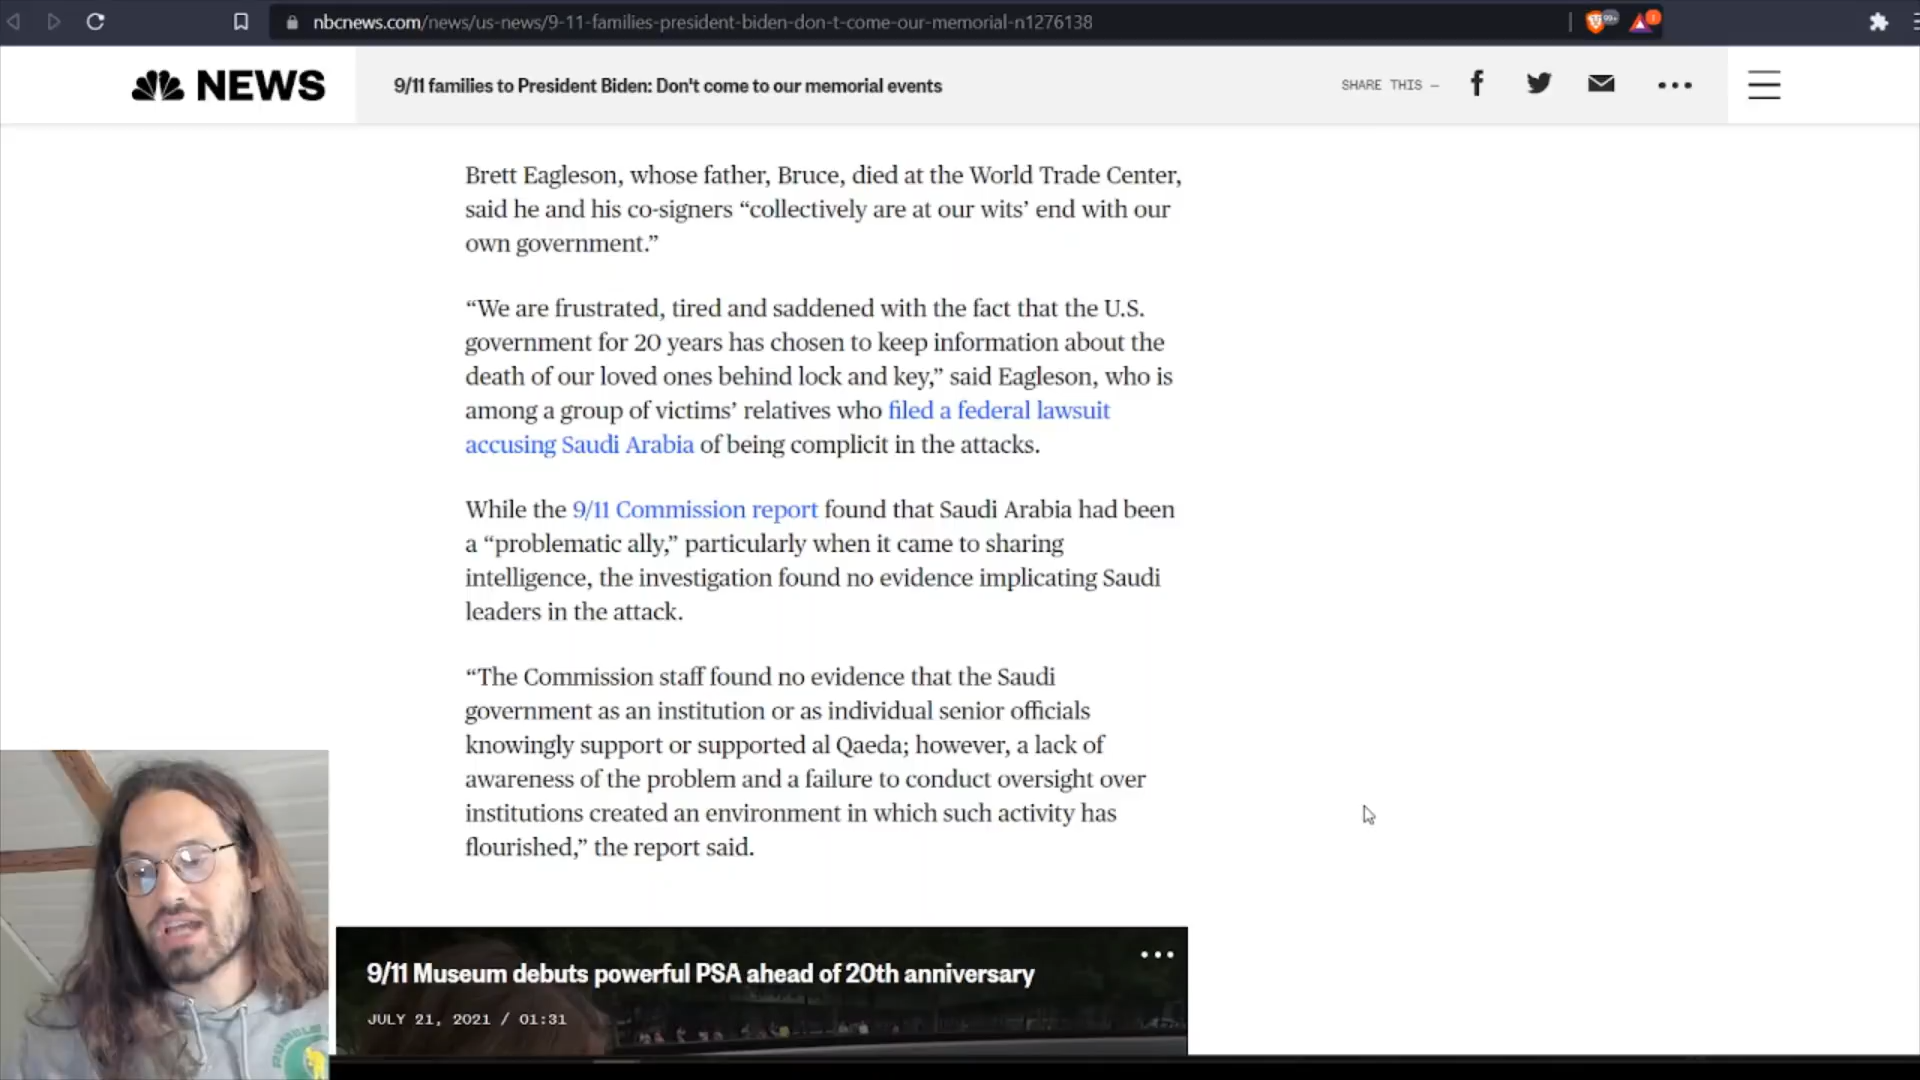 nbcnews.com/news/us-news/9-11-families-president-biden-don-t-come-our-memorial-n1276138
99+
1
NEWS
9/11 families to President Biden: Don't come to our memorial events
SHARE THIS –
Brett Eagleson, whose father, Bruce, died at the World Trade Center,
said he and his co-signers “collectively are at our wits’ end with our
own government.”
“We are frustrated, tired and saddened with the fact that the U.S.
government for 20 years has chosen to keep information about the
death of our loved ones behind lock and key,” said Eagleson, who is
among a group of victims’ relatives who filed a federal lawsuit
accusing Saudi Arabia of being complicit in the attacks.
While the 9/11 Commission report found that Saudi Arabia had been
a “problematic ally,” particularly when it came to sharing
intelligence, the investigation found no evidence implicating Saudi
leaders in the attack.
“The Commission staff found no evidence that the Saudi
government as an institution or as individual senior officials
knowingly support or supported al Qaeda; however, a lack of
awareness of the problem and a failure to conduct oversight over
institutions created an environment in which such activity has
flourished,” the report said.
9/11 Museum debuts powerful PSA ahead of 20th anniversary
JULY 21, 2021 / 01:31